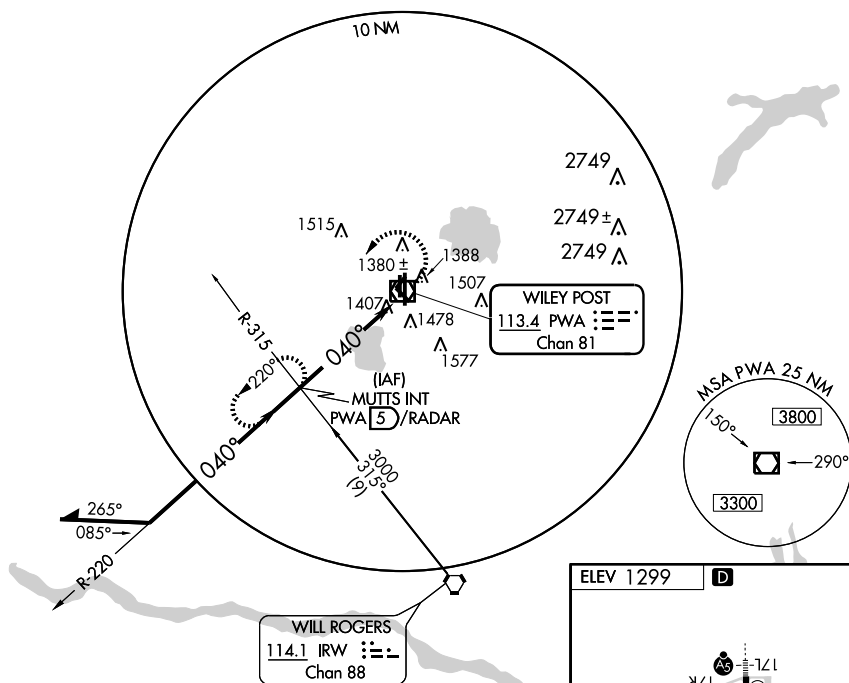 10 NM
2749
2749±
2749
1515
1380 ±
1388
1507
1407
1478
1577
WILEY POST
113.4 PWA
Chan 81
R-315
040°
220°
(IAF)
MUTTS INT
PWA 5 /RADAR
040°
3000
315°
(9)
265°
085°
R-220
MSA PWA 25 NM
150°
3800
290°
3300
WILL ROGERS
114.1 IRW
Chan 88
ELEV 1299
D
A5
17L